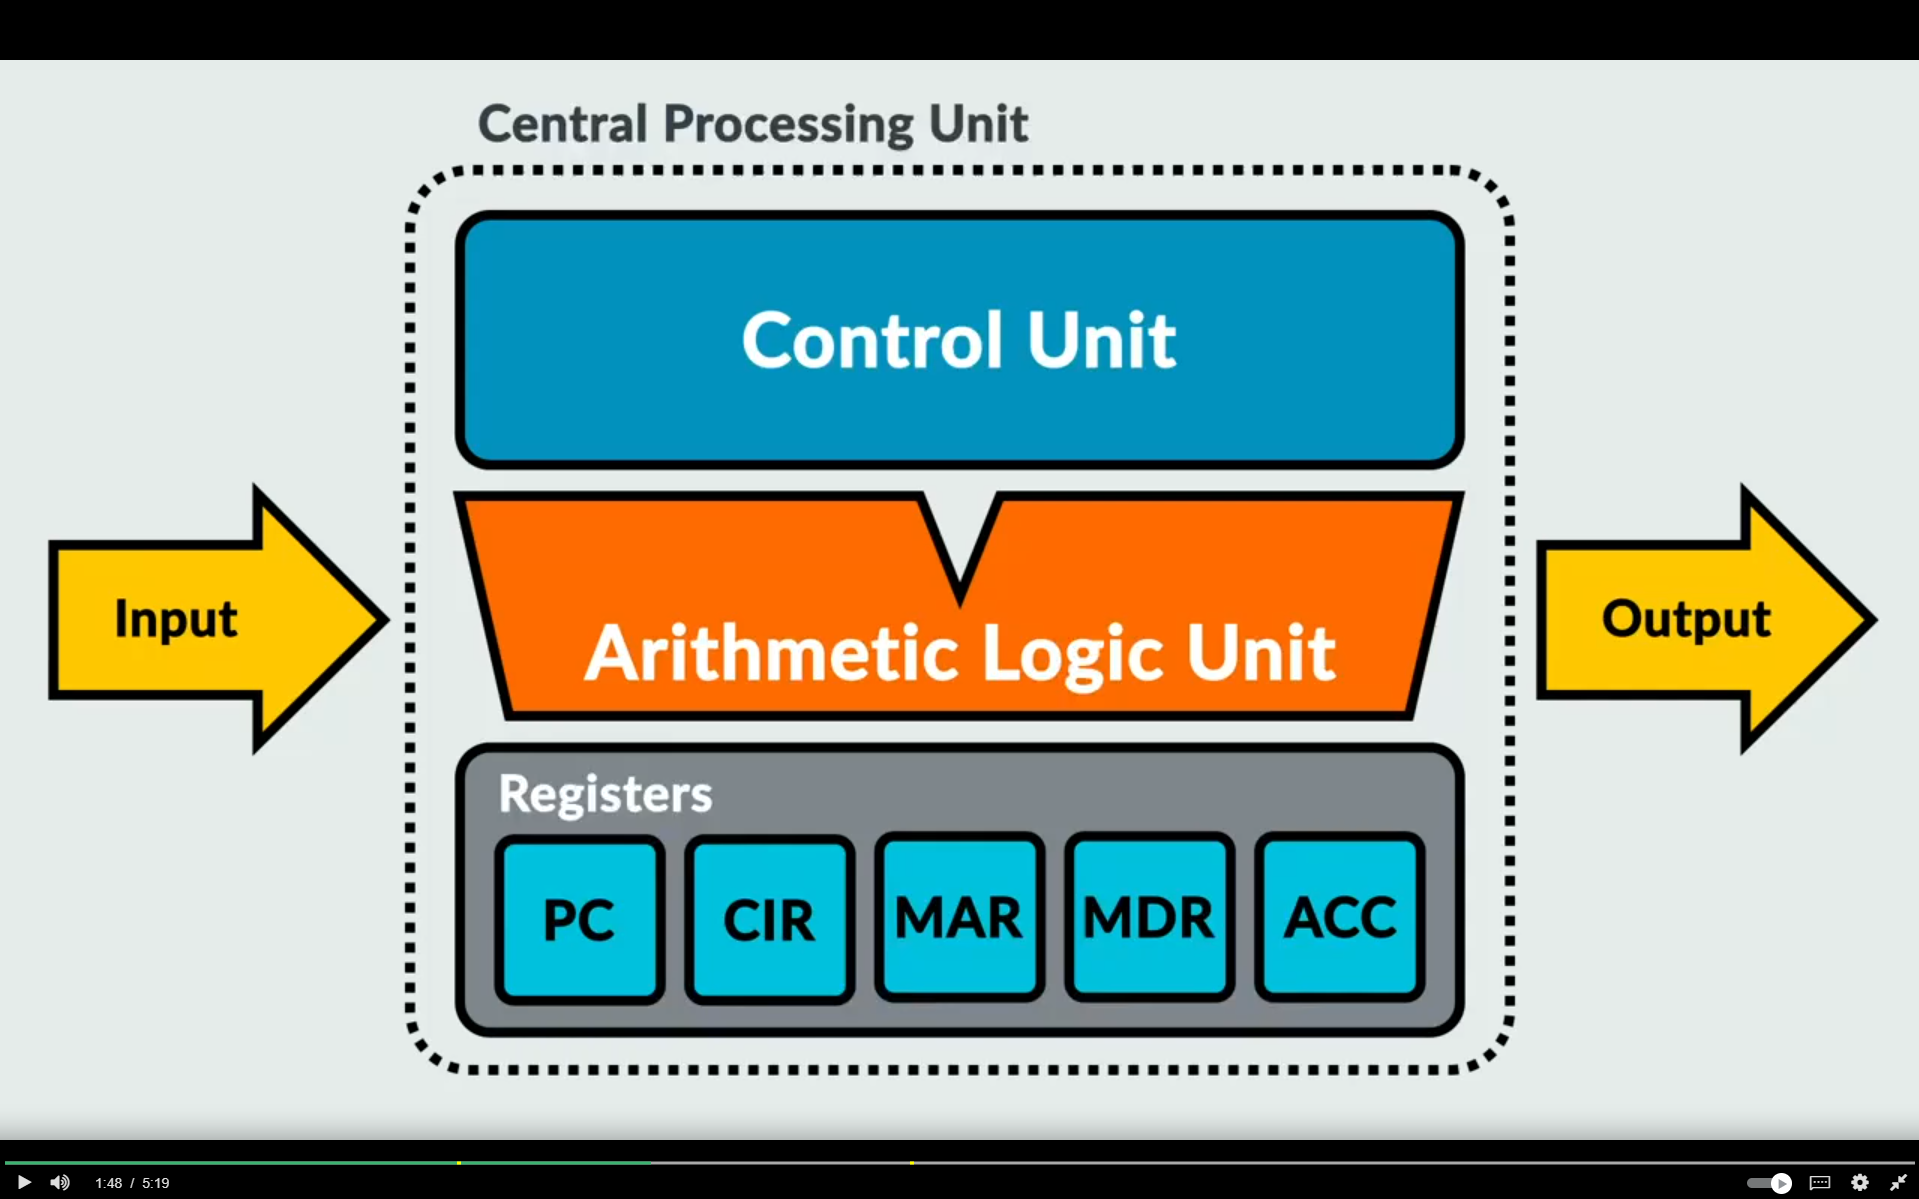 Central Processing Unit
Control Unit
Input
Arithmetic Logic Unit
Output
Registers
PC CIR MAR MDR ACC
1:48 / 5:19